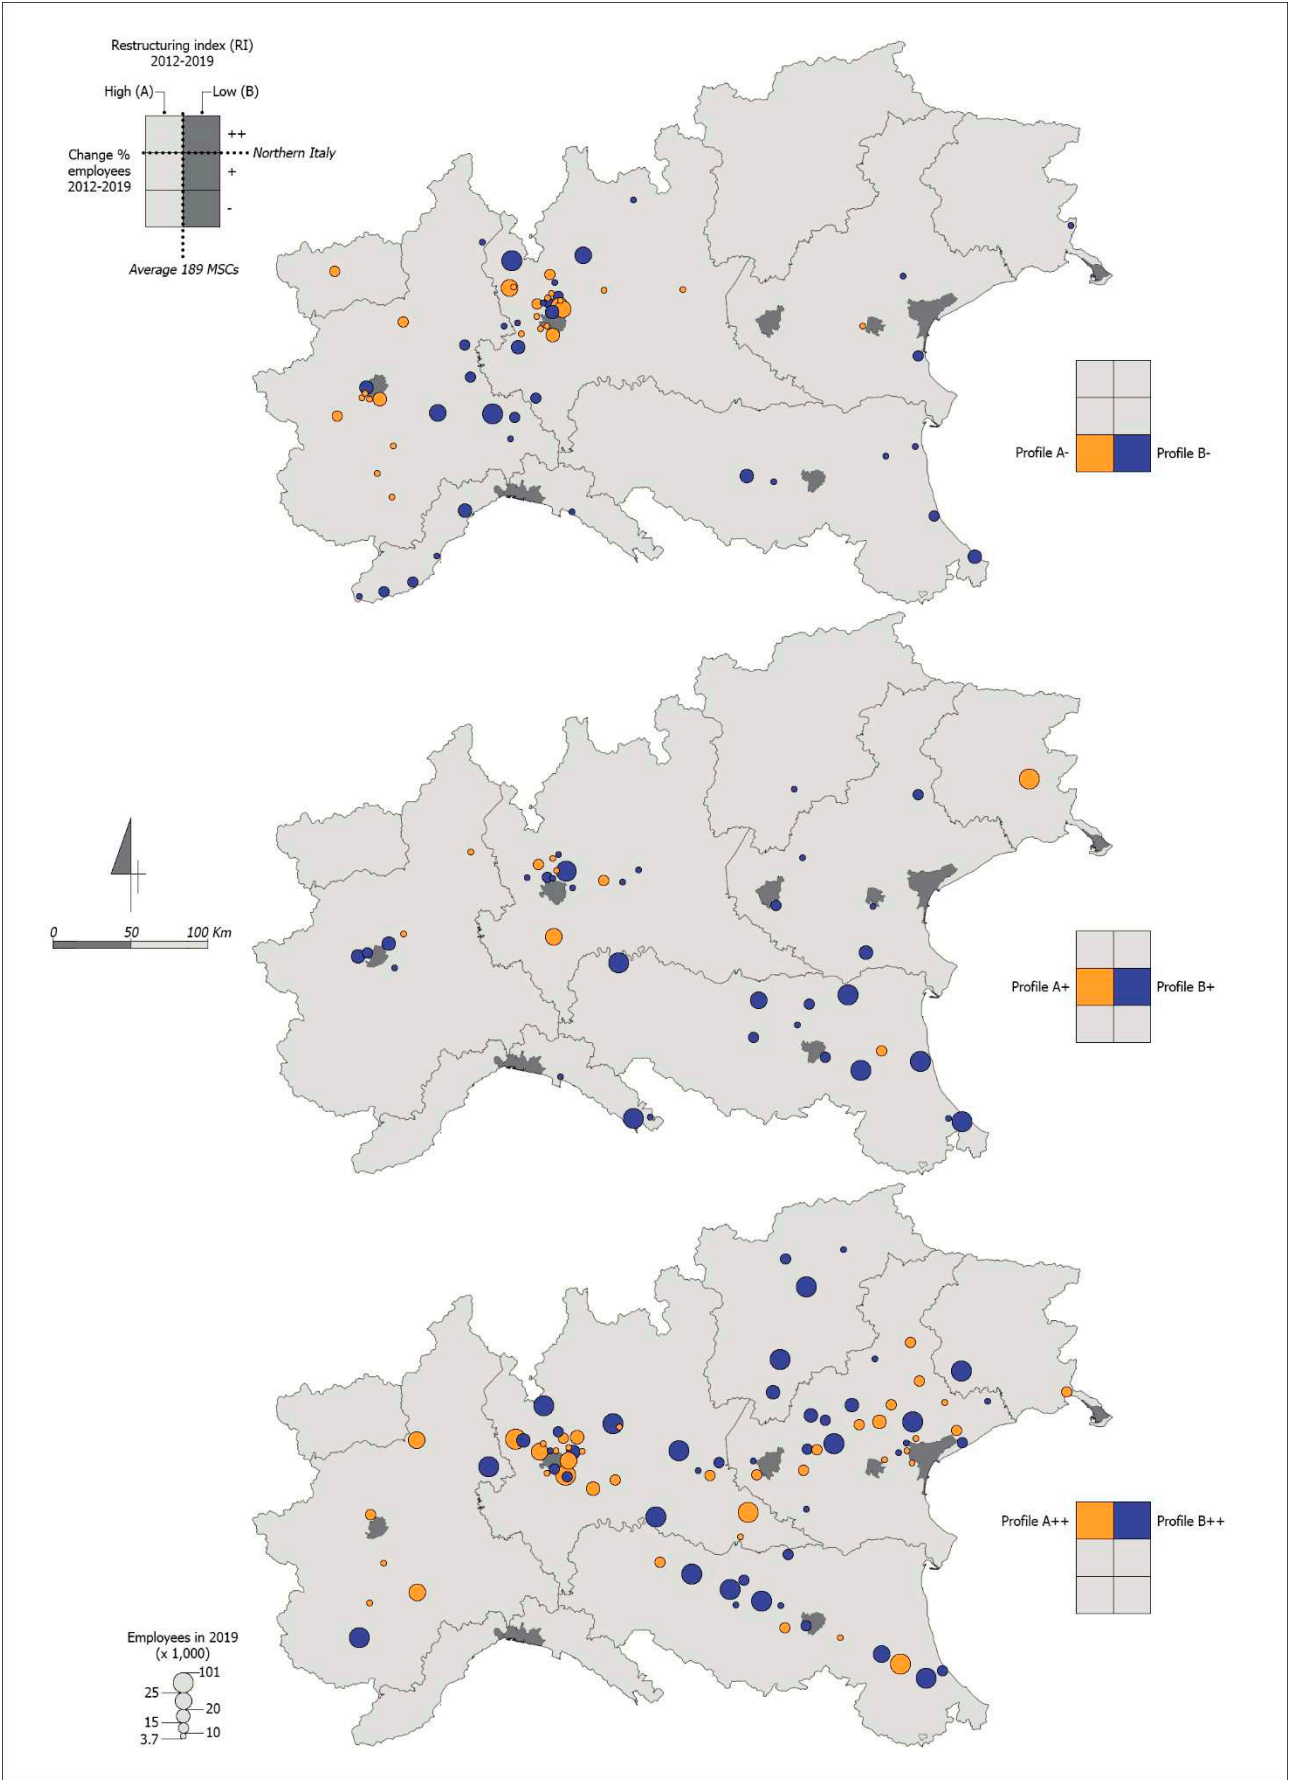 Restructuring index (RI)
2012-2019
High (A)
Low (B)
++
Northern Italy
Change %
employees
2012-2019
+
-
Average 189 MSCs
Profile A-
Profile B-
0
50
100 Km
Profile A+
Profile B+
Profile A++
Profile B++
Employees in 2019
(x 1,000)
101
25
20
15
10
3.7